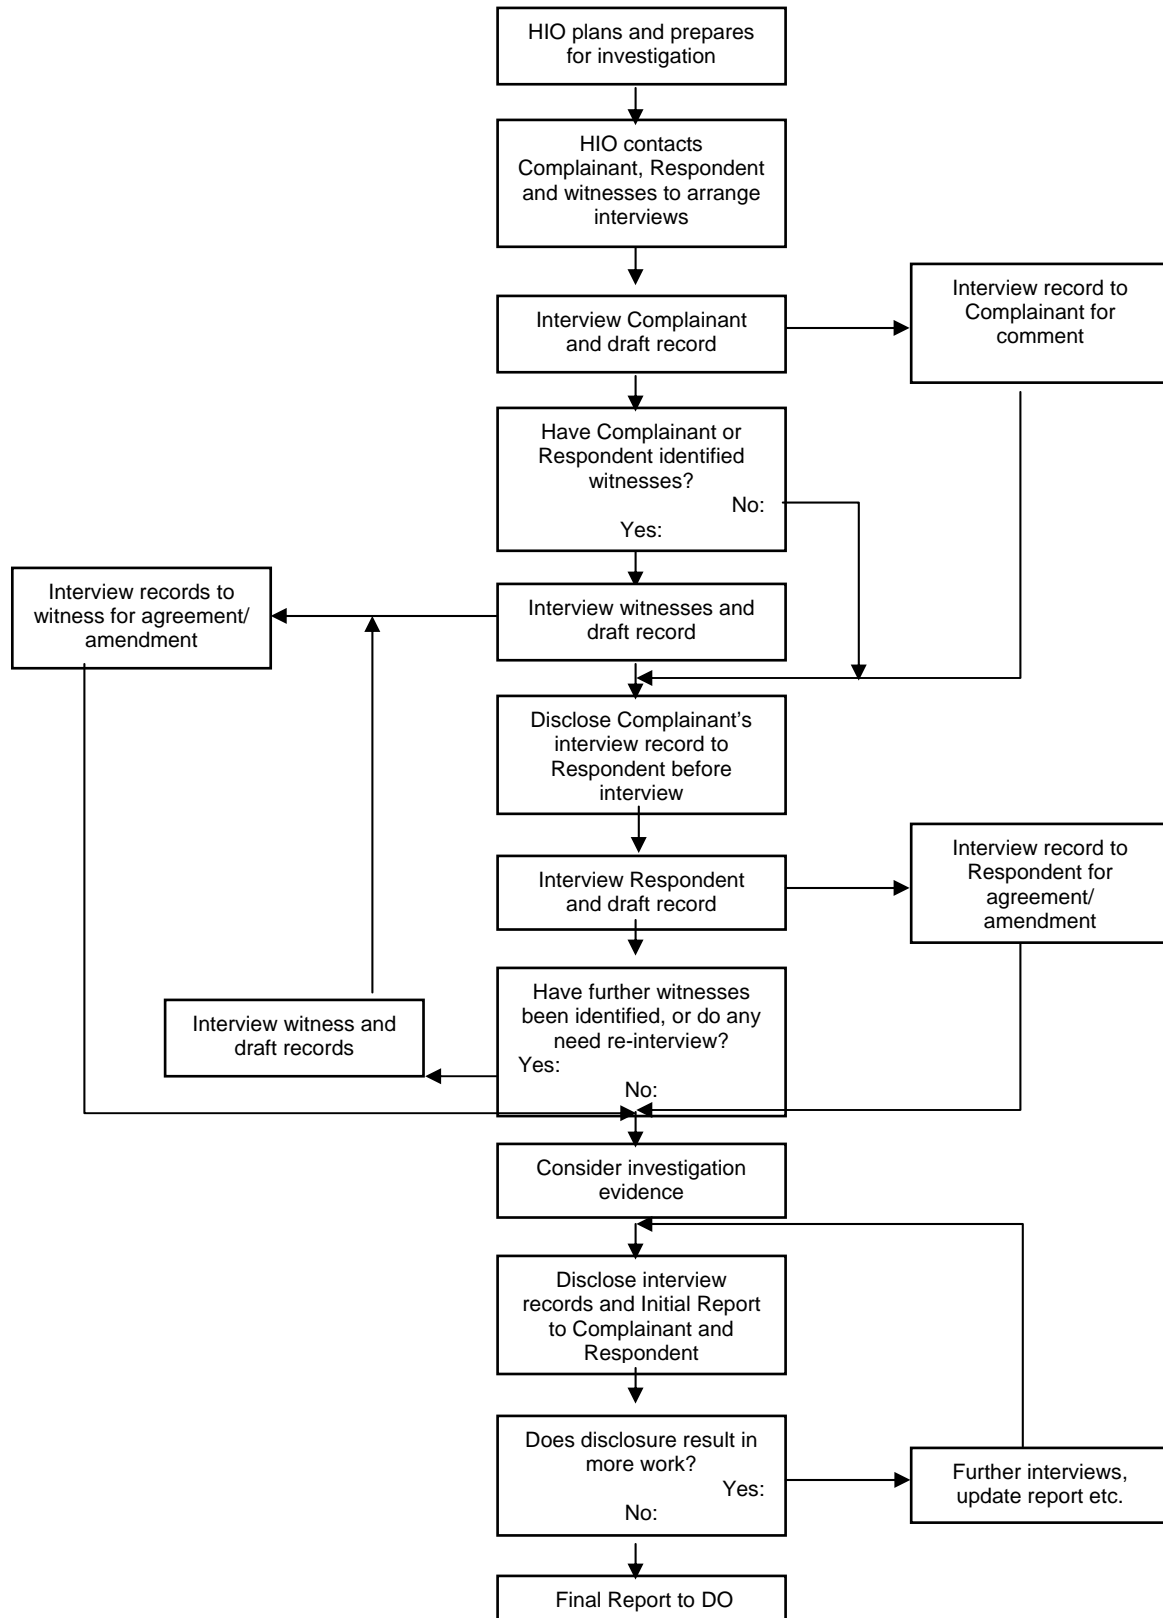 HIO plans and prepares
for investigation
HIO contacts
Complainant, Respondent
and witnesses to arrange
interviews
Interview Complainant
and draft record
Interview record to
Complainant for
comment
Have Complainant or
Respondent identified
witnesses?
No:
Yes:
Interview records to
witness for agreement/
amendment
Interview witnesses and
draft record
Disclose Complainant’s
interview record to
Respondent before
interview
Interview Respondent
and draft record
Interview record to
Respondent for
agreement/
amendment
Have further witnesses
been identified, or do any
need re-interview?
Yes:
No:
Interview witness and
draft records
Consider investigation
evidence
Disclose interview
records and Initial Report
to Complainant and
Respondent
Does disclosure result in
more work?
Yes:
No:
Further interviews,
update report etc.
Final Report to DO